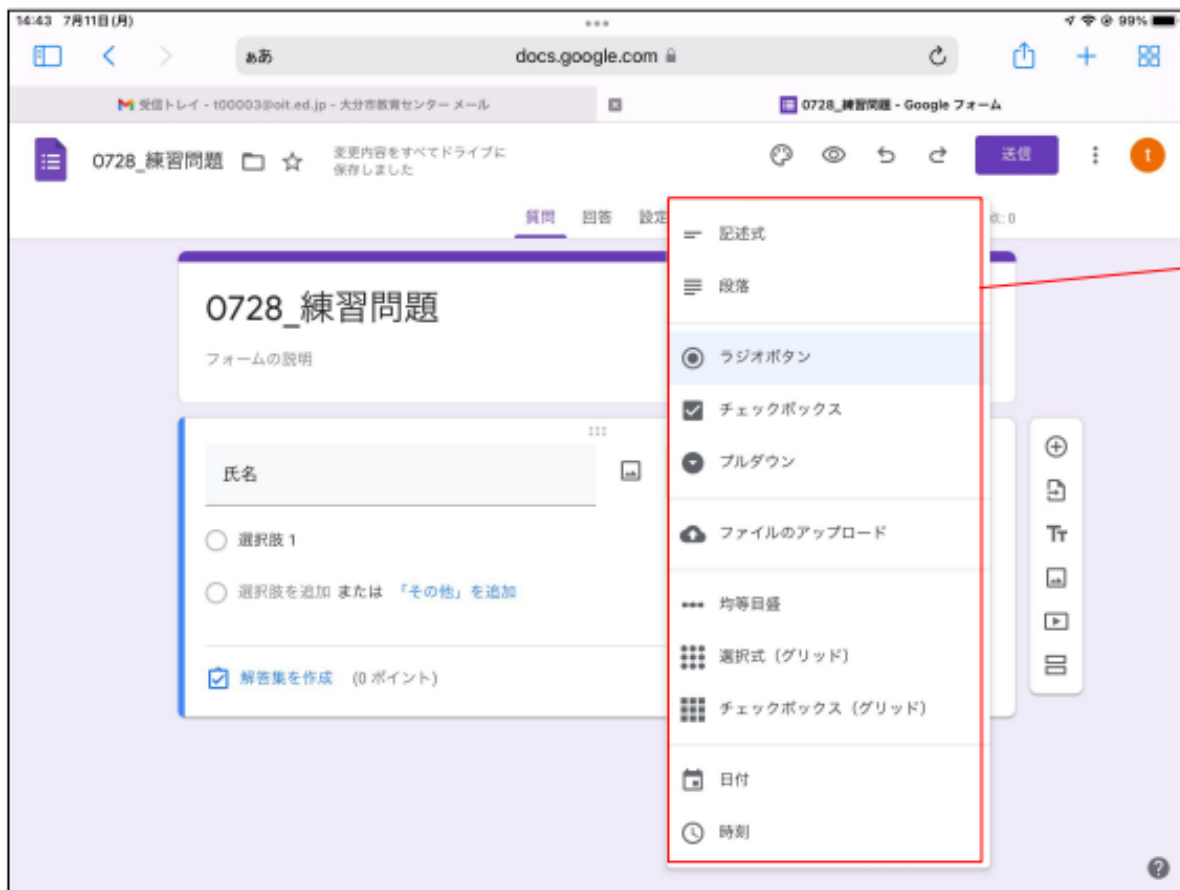 14:43 7月11日(月)
99%
ぁあ
docs.google.com
受信トレイ - t00003@oit.ed.jp - 大分市教育センター メール
0728_練習問題 - Google フォーム
0728_練習問題
変更内容をすべてドライブに
保存しました
送信
t
質問 回答 設定
点: 0
0728_練習問題
フォームの説明
氏名
選択肢 1
選択肢を追加 または 「その他」を追加
解答集を作成 (0 ポイント)
記述式
段落
ラジオボタン
チェックボックス
プルダウン
ファイルのアップロード
均等目盛
選択式(グリッド)
チェックボックス(グリッド)
日付
時刻